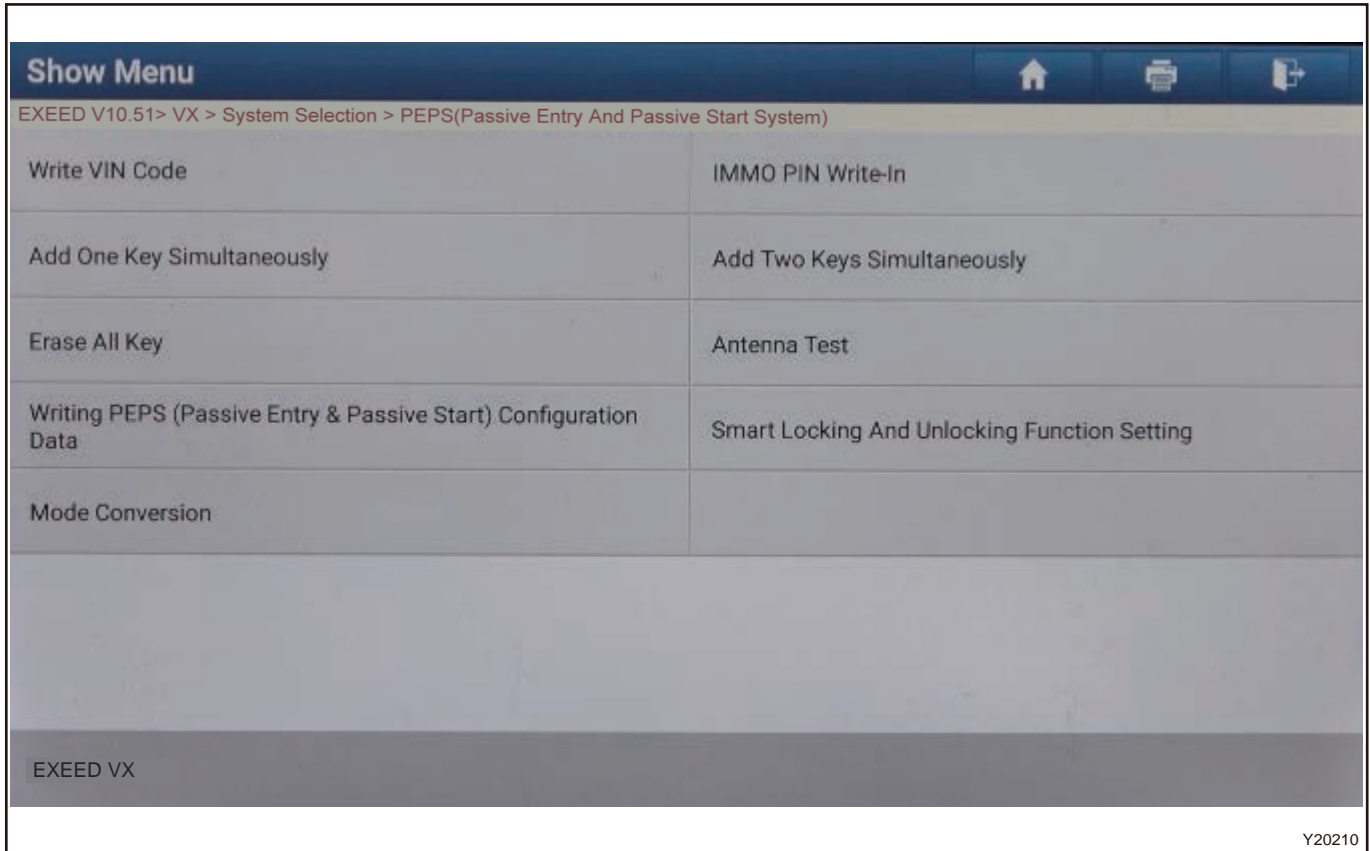 Show Menu
EXEED V10.51> VX > System Selection > PEPS(Passive Entry And Passive Start System)
Write VIN Code
IMMO PIN Write-In
Add One Key Simultaneously
Add Two Keys Simultaneously
Erase All Key
Antenna Test
Writing PEPS (Passive Entry & Passive Start) Configuration
Data
Smart Locking And Unlocking Function Setting
Mode Conversion
EXEED VX
Y20210